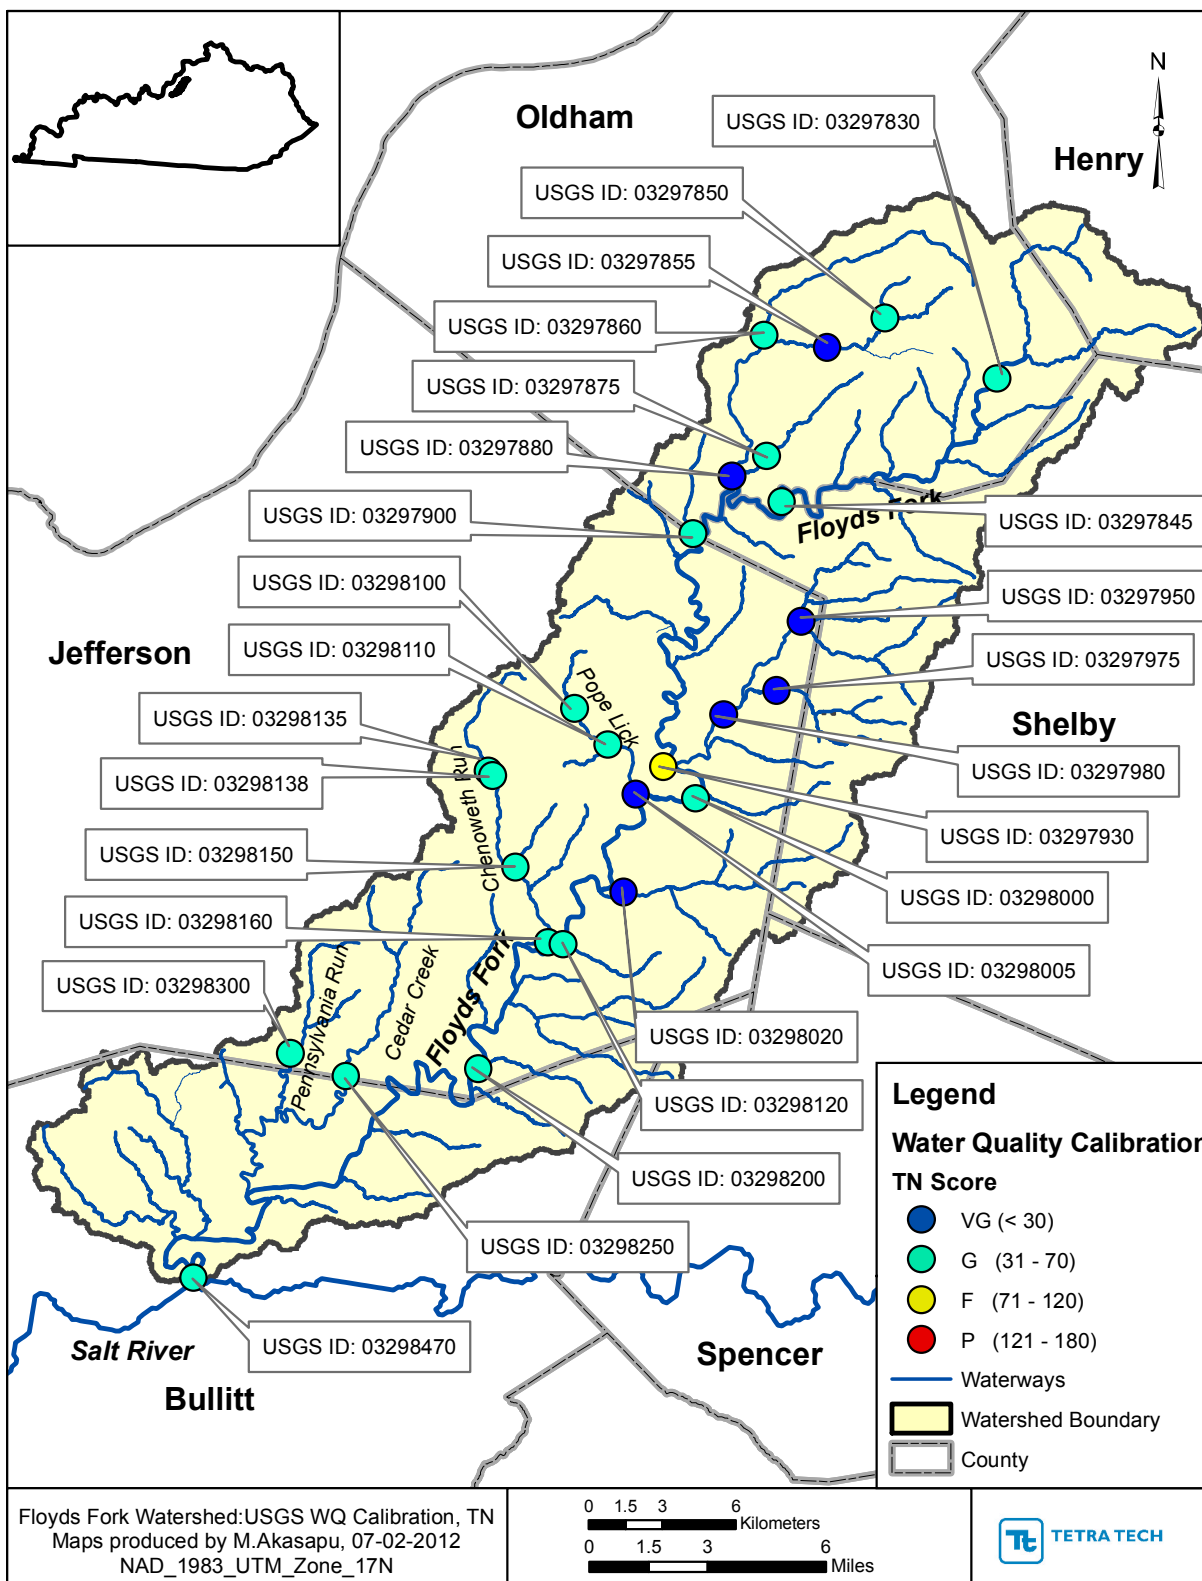 N
Oldham
Henry
USGS ID: 03297830
USGS ID: 03297850
USGS ID: 03297855
USGS ID: 03297860
USGS ID: 03297875
USGS ID: 03297880
USGS ID: 03297900
USGS ID: 03297845
Floyds Fork
USGS ID: 03298100
USGS ID: 03297950
Jefferson
USGS ID: 03298110
USGS ID: 03297975
Pope Lick
USGS ID: 03298135
Shelby
USGS ID: 03298138
USGS ID: 03297980
Chenoweth Run
USGS ID: 03297930
USGS ID: 03298150
USGS ID: 03298000
USGS ID: 03298160
USGS ID: 03298005
USGS ID: 03298300
Pennsylvania Run
Cedar Creek
Floyds Fork
USGS ID: 03298020
USGS ID: 03298120
USGS ID: 03298200
USGS ID: 03298250
USGS ID: 03298470
Salt River
Bullitt
Spencer
Legend
Water Quality Calibration
TN Score
VG (< 30)
G (31 - 70)
F (71 - 120)
P (121 - 180)
Waterways
Watershed Boundary
County
Floyds Fork Watershed:USGS WQ Calibration, TN
Maps produced by M.Akasapu, 07-02-2012
NAD_1983_UTM_Zone_17N
0 1.5 3 6
Kilometers
0 1.5 3 6
Miles
Tt TETRA TECH